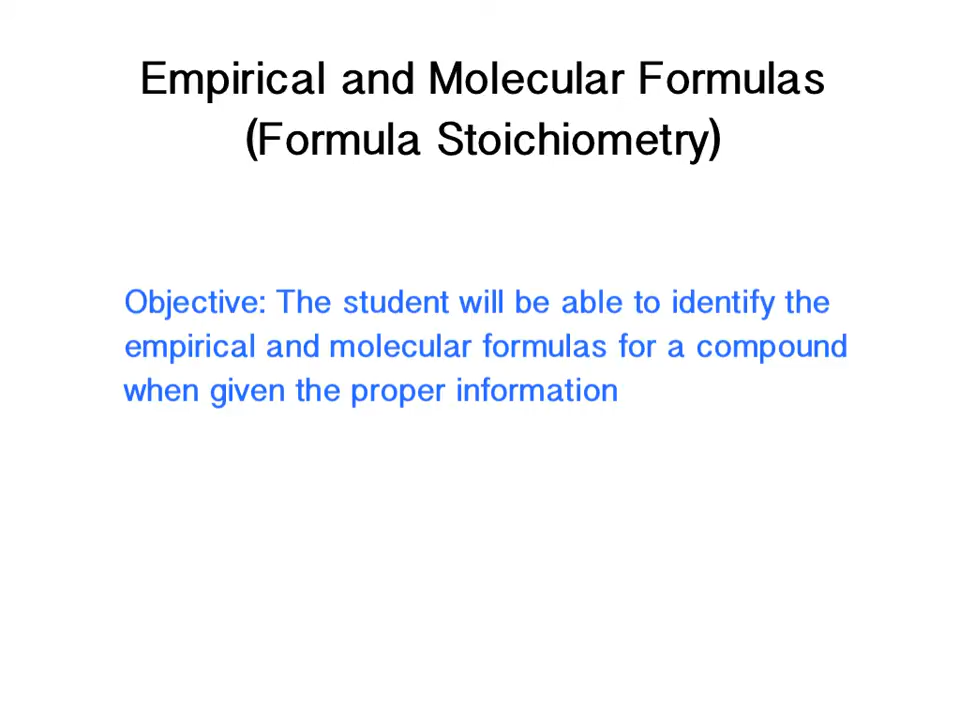 Empirical and Molecular Formulas
(Formula Stoichiometry)
Objective: The student will be able to identify the
empirical and molecular formulas for a compound
when given the proper information